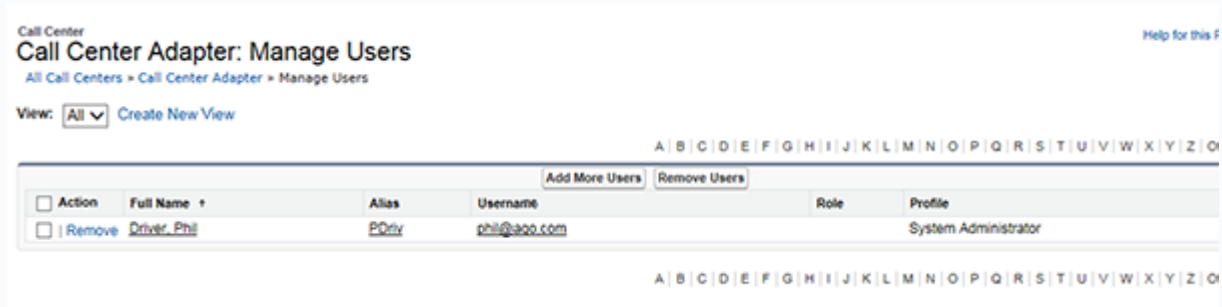 Call Center
Call Center Adapter: Manage Users
Help for this P
All Call Centers » Call Center Adapter » Manage Users
View: All Create New View
A | B | C | D | E | F | G | H | I | J | K | L | M | N | O | P | Q | R | S | T | U | V | W | X | Y | Z | O
Add More Users Remove Users
Action Full Name ↑ Alias Username Role Profile
| Remove Driver, Phil PDriv phil@aqo.com System Administrator
A | B | C | D | E | F | G | H | I | J | K | L | M | N | O | P | Q | R | S | T | U | V | W | X | Y | Z | O